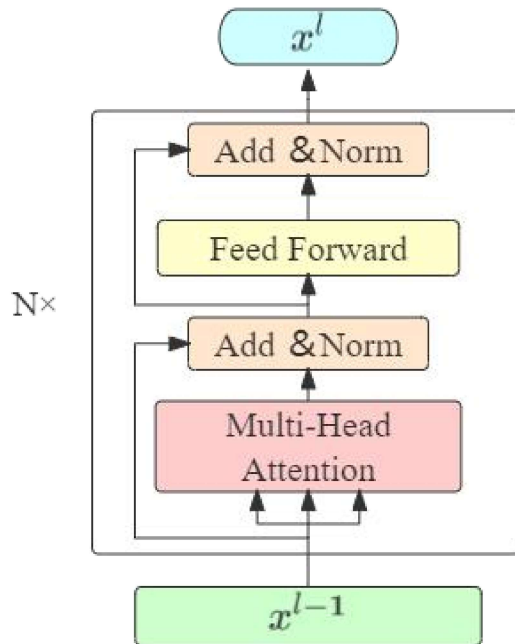 x^l
Add &Norm
Feed Forward
N×
Add &Norm
Multi-Head
Attention
x^{l-1}